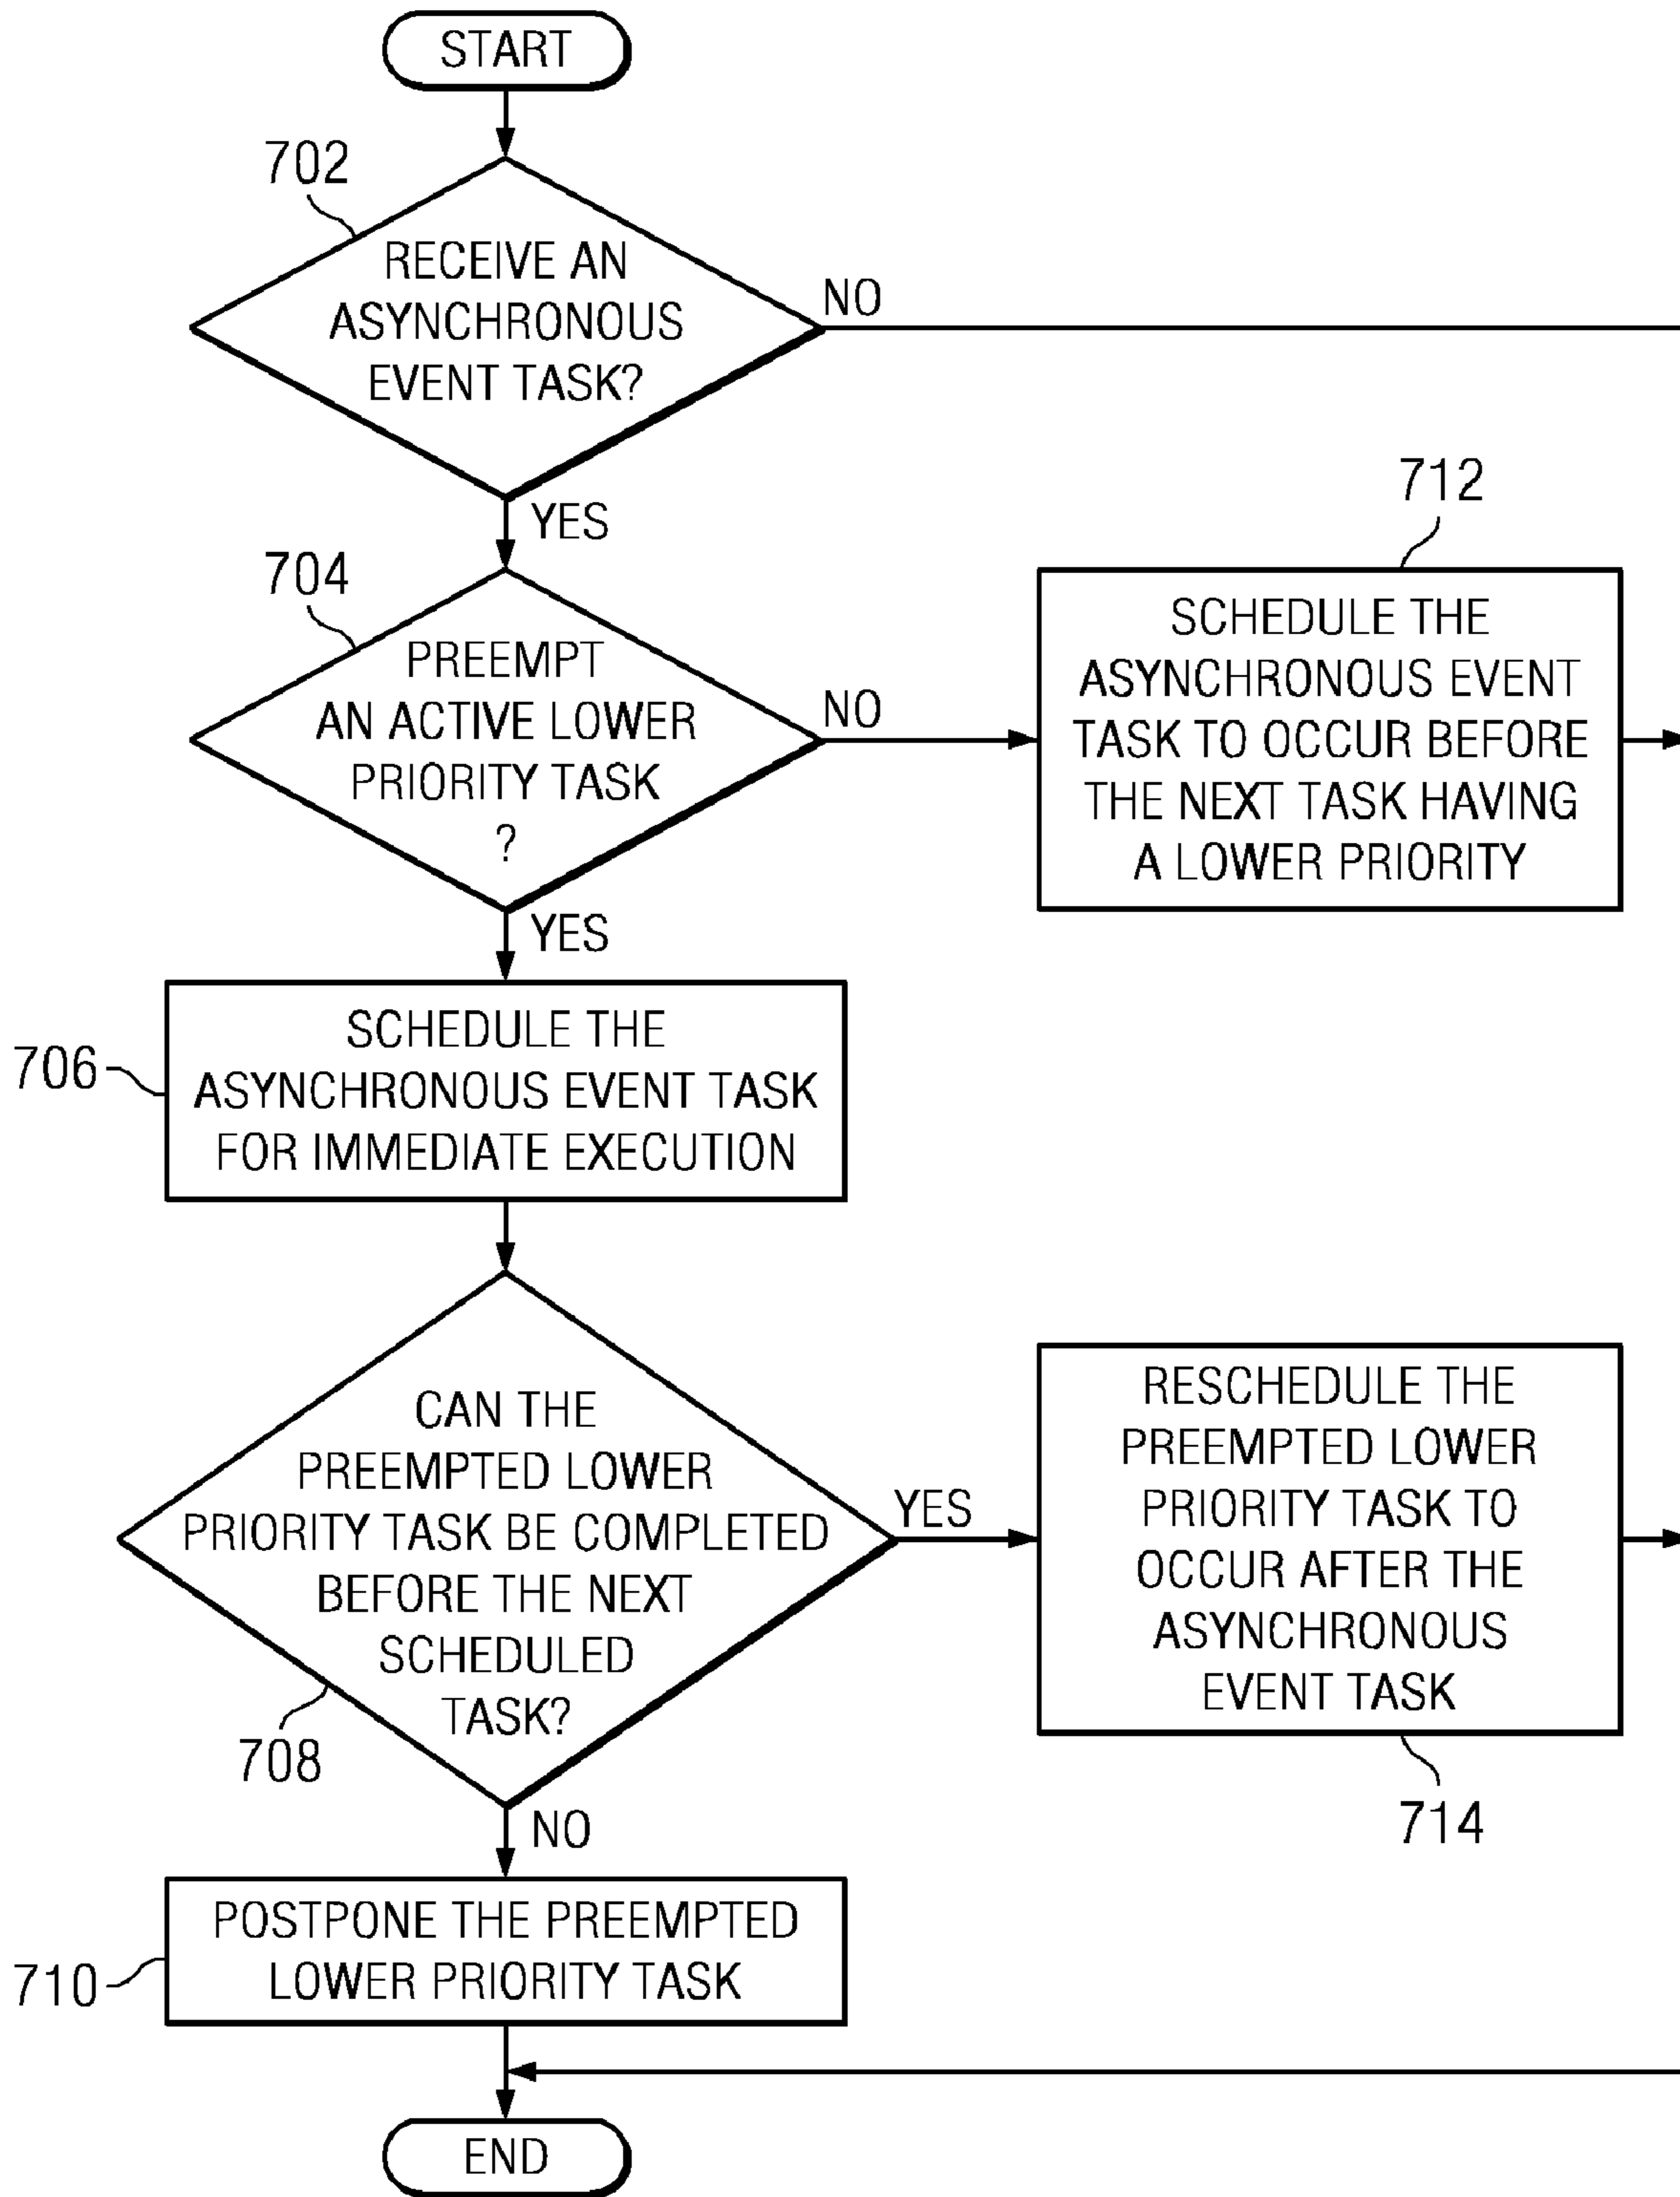 START
702
RECEIVE AN
ASYNCHRONOUS
EVENT TASK?
NO
YES
704
PREEMPT
AN ACTIVE LOWER
PRIORITY TASK
?
NO
YES
712
SCHEDULE THE
ASYNCHRONOUS EVENT
TASK TO OCCUR BEFORE
THE NEXT TASK HAVING
A LOWER PRIORITY
706
SCHEDULE THE
ASYNCHRONOUS EVENT TASK
FOR IMMEDIATE EXECUTION
CAN THE
PREEMPTED LOWER
PRIORITY TASK BE COMPLETED
BEFORE THE NEXT
SCHEDULED
TASK?
708
YES
NO
RESCHEDULE THE
PREEMPTED LOWER
PRIORITY TASK TO
OCCUR AFTER THE
ASYNCHRONOUS
EVENT TASK
714
POSTPONE THE PREEMPTED
LOWER PRIORITY TASK
710
END